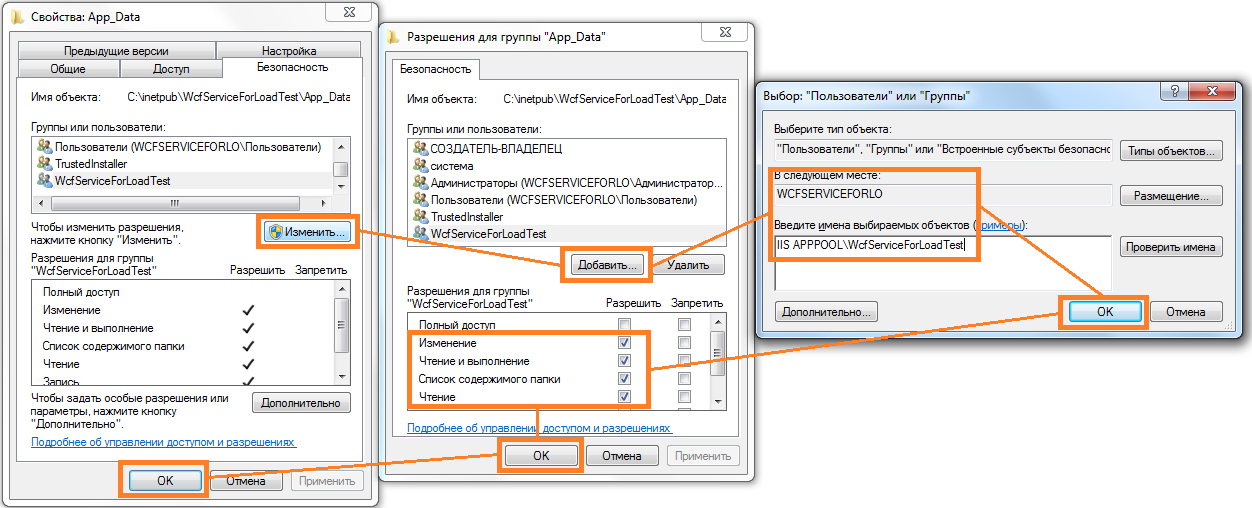 Свойства: App_Data
Предыдущие версии
Настройка
Общие
Доступ
Безопасность
Имя объекта: C:\inetpub\WcfServiceForLoadTest\App_Data
Группы или пользователи:
Пользователи (WCFSERVICEFORLO\Пользователи)
TrustedInstaller
WcfServiceForLoadTest
Чтобы изменить разрешения,
нажмите кнопку "Изменить".
Изменить...
Разрешения для группы
"WcfServiceForLoadTest"
Разрешить
Запретить
Полный доступ
Изменение
Чтение и выполнение
Список содержимого папки
Чтение
Запись
Чтобы задать особые разрешения или
параметры, нажмите кнопку
"Дополнительно".
Дополнительно
Подробнее об управлении доступом и разрешениях
OK
Отмена
Применить
Разрешения для группы "App_Data"
Безопасность
Имя объекта: C:\inetpub\WcfServiceForLoadTest\App_Data
Группы или пользователи:
СОЗДАТЕЛЬ-ВЛАДЕЛЕЦ
система
Администраторы (WCFSERVICEFORLO\Администратор...
Пользователи (WCFSERVICEFORLO\Пользователи)
TrustedInstaller
WcfServiceForLoadTest
Добавить...
Удалить
Разрешения для группы
"WcfServiceForLoadTest"
Разрешить
Запретить
Полный доступ
Изменение
Чтение и выполнение
Список содержимого папки
Чтение
Подробнее об управлении доступом и разрешениях
OK
Отмена
Применить
Выбор: "Пользователи" или "Группы"
Выберите тип объекта:
"Пользователи", "Группы" или "Встроенные субъекты безопасно
Типы объектов...
В следующем месте:
WCFSERVICEFORLO
Размещение...
Введите имена выбираемых объектов (примеры):
IIS APPPOOL\WcfServiceForLoadTest
Проверить имена
Дополнительно...
OK
Отмена